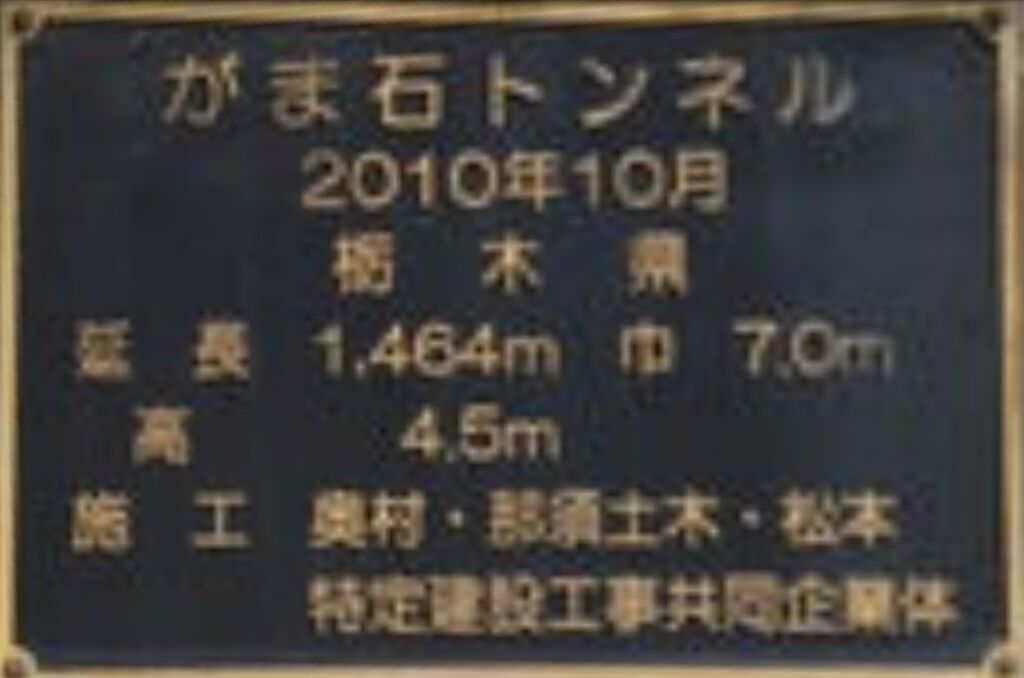 がま石トンネル
2010年10月
栃木県
延長 1.464m 巾 7.0m
高 4.5m
施工 奥村・那須土木・松本
特定建設工事共同企業体